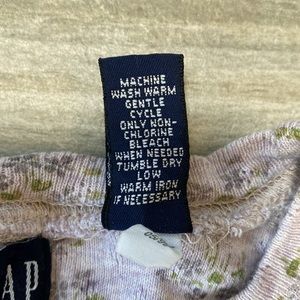 MACHINE
WASH WARM
GENTLE
CYCLE
ONLY NON-
CHLORINE
BLEACH
WHEN NEEDED
TUMBLE DRY
LOW
WARM IRON
IF NECESSARY
AP